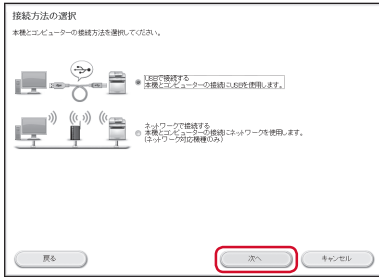 接続方法の選択
本機とコンピューターの接続方法を選択してください。
USBで接続する
本機とコンピューターの接続にUSBを使用します。
ネットワークで接続する
本機とコンピューターの接続にネットワークを使用します。
(ネットワーク対応機種のみ)
戻る
次へ
キャンセル